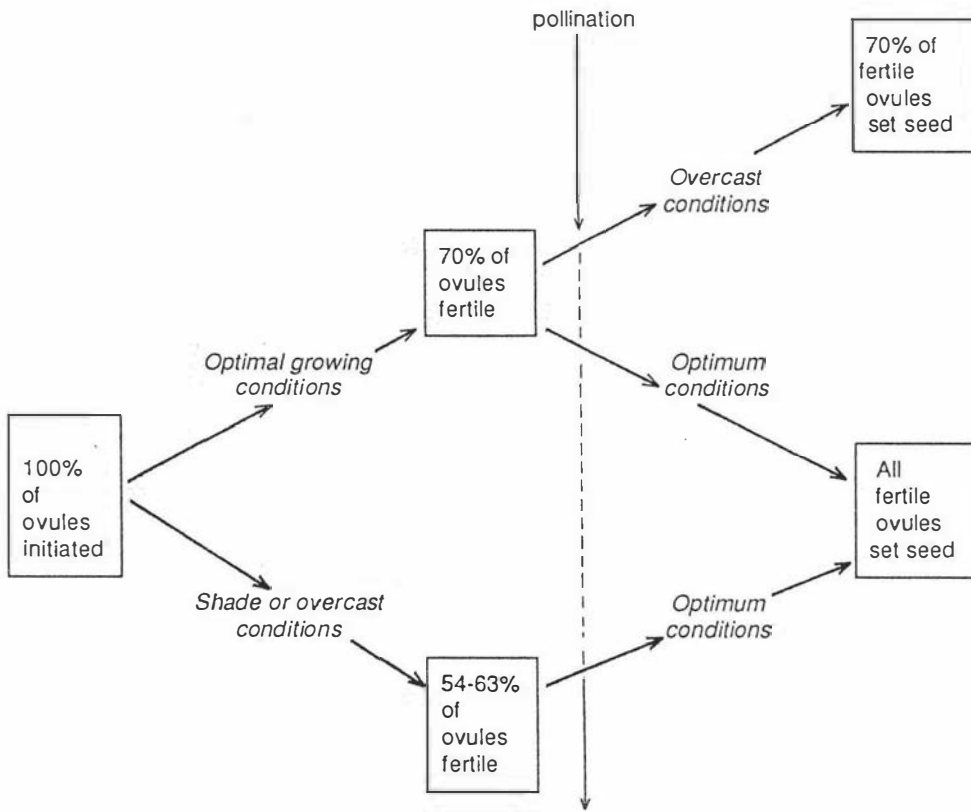 pollination
70% of
fertile
ovules
set seed
Overcast
conditions
70% of
ovules
fertile
Optimal growing
conditions
Optimum
conditions
100%
of
ovules
initiated
All
fertile
ovules
set seed
Shade or overcast
conditions
Optimum
conditions
54-63%
of
ovules
fertile